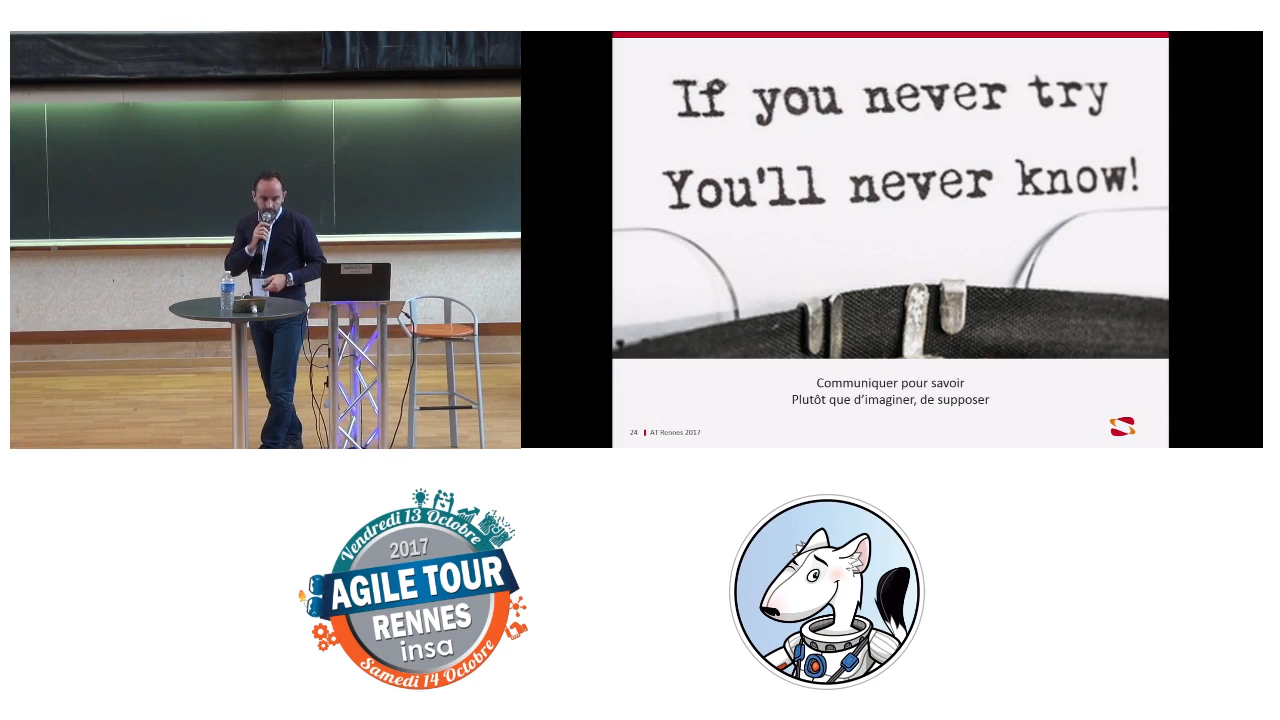 If you never try
You'll never know!
Communiquer pour savoir
Plutôt que d'imaginer, de supposer
24 AT Rennes 2017
Vendredi 13 Octobre
2017
AGILE TOUR
RENNES
insa
Samedi 14 Octobre